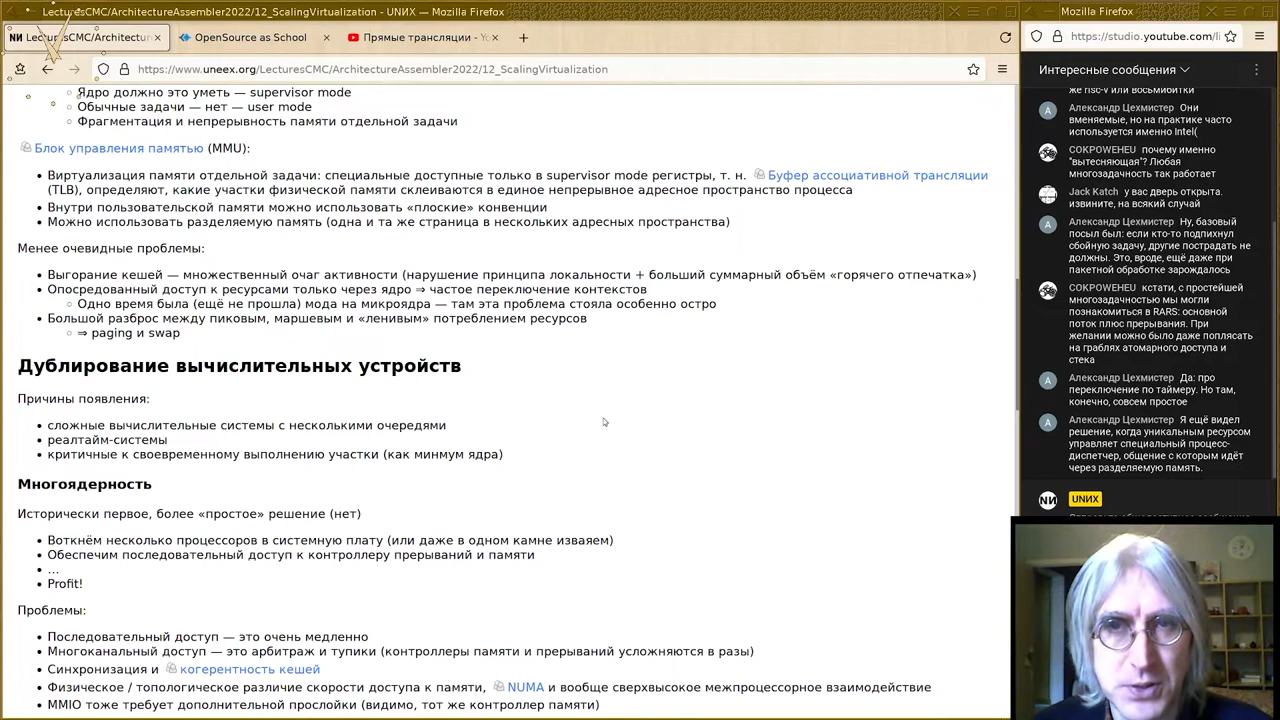 LecturesCMC/ArchitectureAssembler2022/12_ScalingVirtualization - UNИX — Mozilla Firefox
Mozilla Firefox
LecturesCMC/Architectur
OpenSource as School
Прямые трансляции - Yo
https://studio.youtube.com/li
https://www.uneex.org/LecturesCMC/ArchitectureAssembler2022/12_ScalingVirtualization
Ядро должно это уметь — supervisor mode
Обычные задачи — нет — user mode
Фрагментация и непрерывность памяти отдельной задачи
Блок управления памятью (MMU):
Виртуализация памяти отдельной задачи: специальные доступные только в supervisor mode регистры, т. н. Буфер ассоциативной трансляции
(TLB), определяют, какие участки физической памяти склеиваются в единое непрерывное адресное пространство процесса
Внутри пользовательской памяти можно использовать «плоские» конвенции
Можно использовать разделяемую память (одна и та же страница в нескольких адресных пространства)
Менее очевидные проблемы:
Выгорание кешей — множественный очаг активности (нарушение принципа локальности + больший суммарный объём «горячего отпечатка»)
Опосредованный доступ к ресурсами только через ядро ⇒ частое переключение контекстов
Одно время была (ещё не прошла) мода на микроядра — там эта проблема стояла особенно остро
Большой разброс между пиковым, маршевым и «ленивым» потреблением ресурсов
⇒ paging и swap
Дублирование вычислительных устройств
Причины появления:
сложные вычислительные системы с несколькими очередями
реалтайм-системы
критичные к своевременному выполнению участки (как минмум ядра)
Многоядерность
Исторически первое, более «простое» решение (нет)
Воткнём несколько процессоров в системную плату (или даже в одном камне изваяем)
Обеспечим последовательный доступ к контроллеру прерываний и памяти
…
Profit!
Проблемы:
Последовательный доступ — это очень медленно
Многоканальный доступ — это арбитраж и тупики (контроллеры памяти и прерываний усложняются в разы)
Синхронизация и когерентность кешей
Физическое / топологическое различие скорости доступа к памяти, NUMA и вообще сверхвысокое межпроцессорное взаимодействие
MMIO тоже требует дополнительной прослойки (видимо, тот же контроллер памяти)
Интересные сообщения
же risc-v или восьмибитки
Александр Цехмистер Они
вменяемые, но на практике часто
используется именно Intel(
COKPOWEHEU почему именно
"вытесняющая"? Любая
многозадачность так работает
Jack Katch у вас дверь открыта.
извините, на всякий случай
Александр Цехмистер Ну, базовый
посыл был: если кто-то подпихнул
сбойную задачу, другие пострадать не
должны. Это, вроде, ещё даже при
пакетной обработке зарождалось
COKPOWEHEU кстати, с простейшей
многозадачностью мы могли
познакомиться в RARS: основной
поток плюс прерывания. При
желании можно было даже поплясать
на граблях атомарного доступа и
стека
Александр Цехмистер Да: про
переключение по таймеру. Но там,
конечно, совсем простое
Александр Цехмистер Я ещё видел
решение, когда уникальным ресурсом
управляет специальный процесс-
диспетчер, общение с которым идёт
через разделяемую память.
UNИX